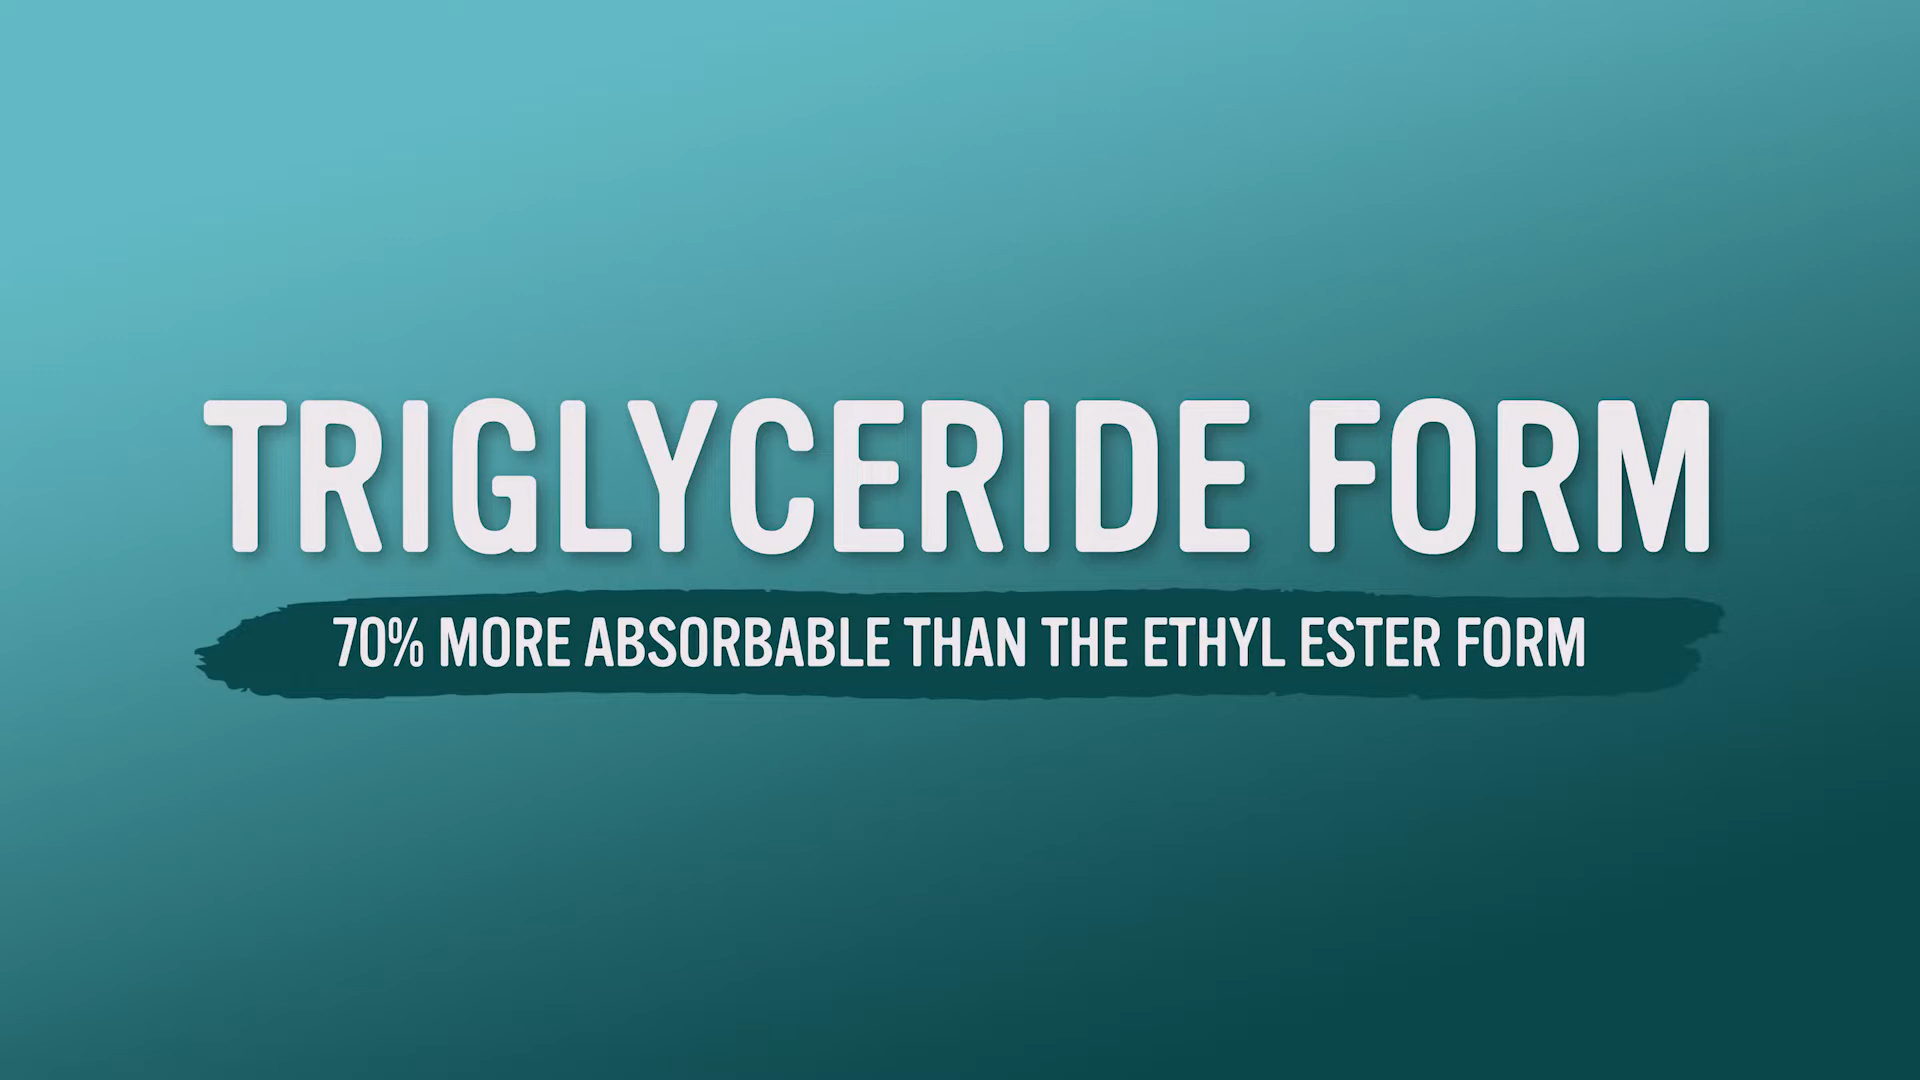 TRIGLYCERIDE FORM
70% MORE ABSORBABLE THAN THE ETHYL ESTER FORM